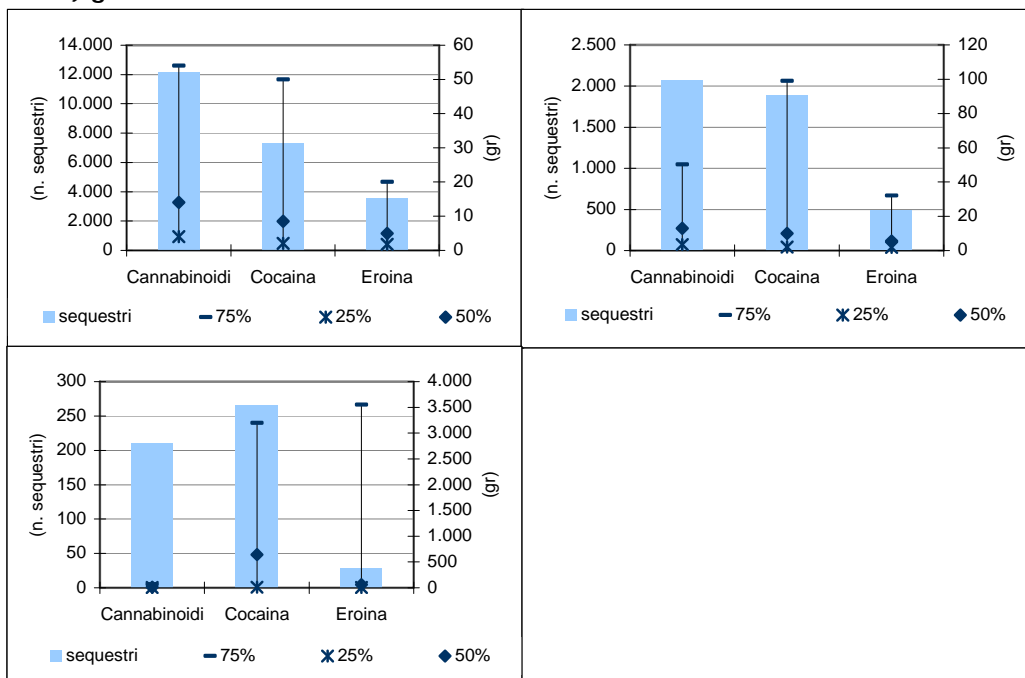 14.000 60
12.000 50
10.000 40
8.000 30
6.000 20
4.000 10
2.000 0
0
(n. sequestri) (gr)
Cannabinoidi Cocaina Eroina
sequestri 75% 25% 50%
2.500 120
2.000 100
1.500 80
1.000 60
500 40
0 20
0
(n. sequestri) (gr)
Cannabinoidi Cocaina Eroina
sequestri 75% 25% 50%
300 4.000
250 3.500
200 3.000
150 2.500
100 2.000
50 1.500
0 1.000
500
0
(n. sequestri) (gr)
Cannabinoidi Cocaina Eroina
sequestri 75% 25% 50%